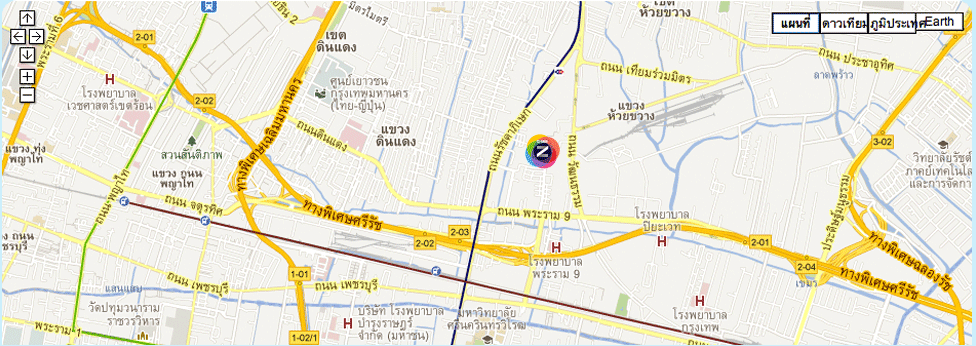 แผนที่
ดาวเทียม
ภูมิประเทศ
Earth
ถนนพระรามที่ 6
2-01
มิตรไมตรี
เขต
ดินแดง
เขต
ห้วยขวาง
ถนน ประชาอุทิศ
ลาดพร้าว
ถนน เทียมร่วมมิตร
H
โรงพยาบาล
เวชศาสตร์เขตร้อน
2-02
ศูนย์เยาวชน
กรุงเทพมหานคร
(ไทย-ญี่ปุ่น)
ทางพิเศษเฉลิมมหานคร
ถนนรัชดาภิเษก
แขวง
ห้วยขวาง
ถนนดินแดง
แขวง
ดินแดง
N
ถนน วัฒนธรรม
3-02
แขวง ทุ่ง
พญาไท
สวนสันติภาพ
แขวง ถนน
พญาไท
ถนนพญาไท
ถนน จตุรทิศ
วิทยาลัยรัชต์
ภาคย์เทคโนโล
และการจัดกา
ประดิษฐ์มนูธรรม
ทางพิเศษศรีรัช
ถนน พระราม 9
โรงพยาบาล
ปิยะเวท
H
2-03
2-02
H
โรงพยาบาล
พระราม 9
2-01
2-04
ทางพิเศษฉลองรัช
ทางพิเศษศรีรัช
ถนน
เพชรบุรี
1-01
ถนน เพชรบุรี
แสนแสบ
วัดปทุมวนาราม
ราชวรวิหาร
พระราม 1
1-02/1
H
บริษัท โรงพยาบาล
บำรุงราษฎร์
จำกัด (มหาชน)
มหาวิทยาลัย
ศรีนครินทรวิโรฒ
ถนน เพชรบุรี
H
โรงพยาบาล
กรุงเทพ